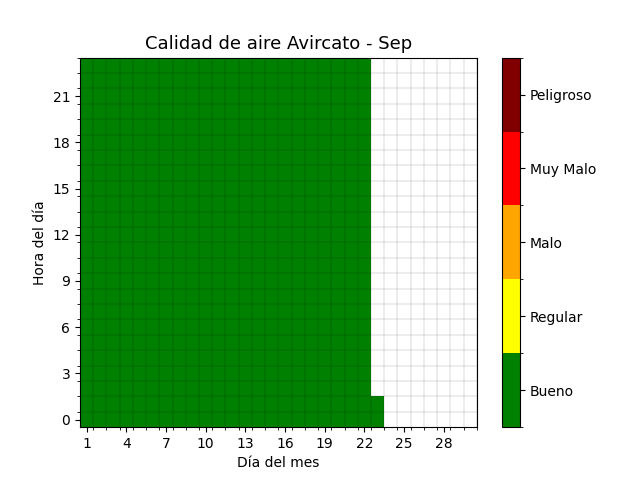 Calidad de aire Avircato - Sep
Hora del día
21
18
15
12
9
6
3
0
1 4 7 10 13 16 19 22 25 28
Día del mes
Peligroso
Muy Malo
Malo
Regular
Bueno